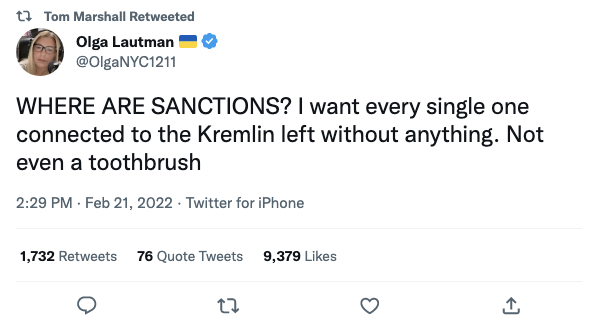 Tom Marshall Retweeted
Olga Lautman
@OlgaNYC1211
WHERE ARE SANCTIONS? I want every single one
connected to the Kremlin left without anything. Not
even a toothbrush
2:29 PM · Feb 21, 2022 · Twitter for iPhone
1,732 Retweets 76 Quote Tweets 9,379 Likes